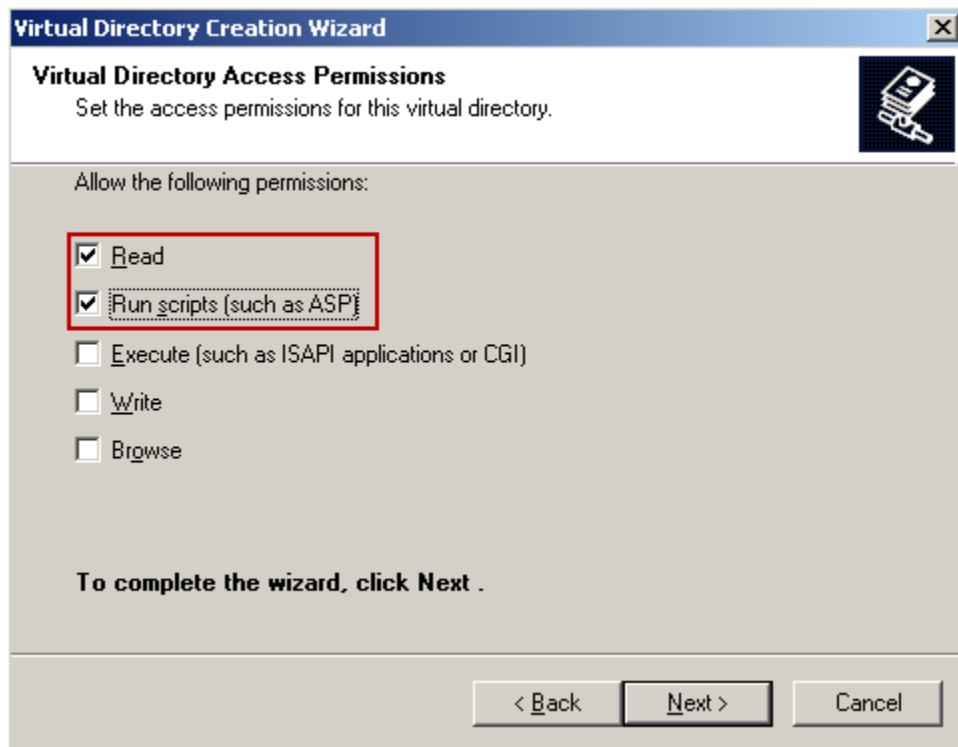 Virtual Directory Creation Wizard
Virtual Directory Access Permissions
Set the access permissions for this virtual directory.
Allow the following permissions:
Read
Run scripts (such as ASP)
Execute (such as ISAPI applications or CGI)
Write
Browse
To complete the wizard, click Next .
< Back Next > Cancel